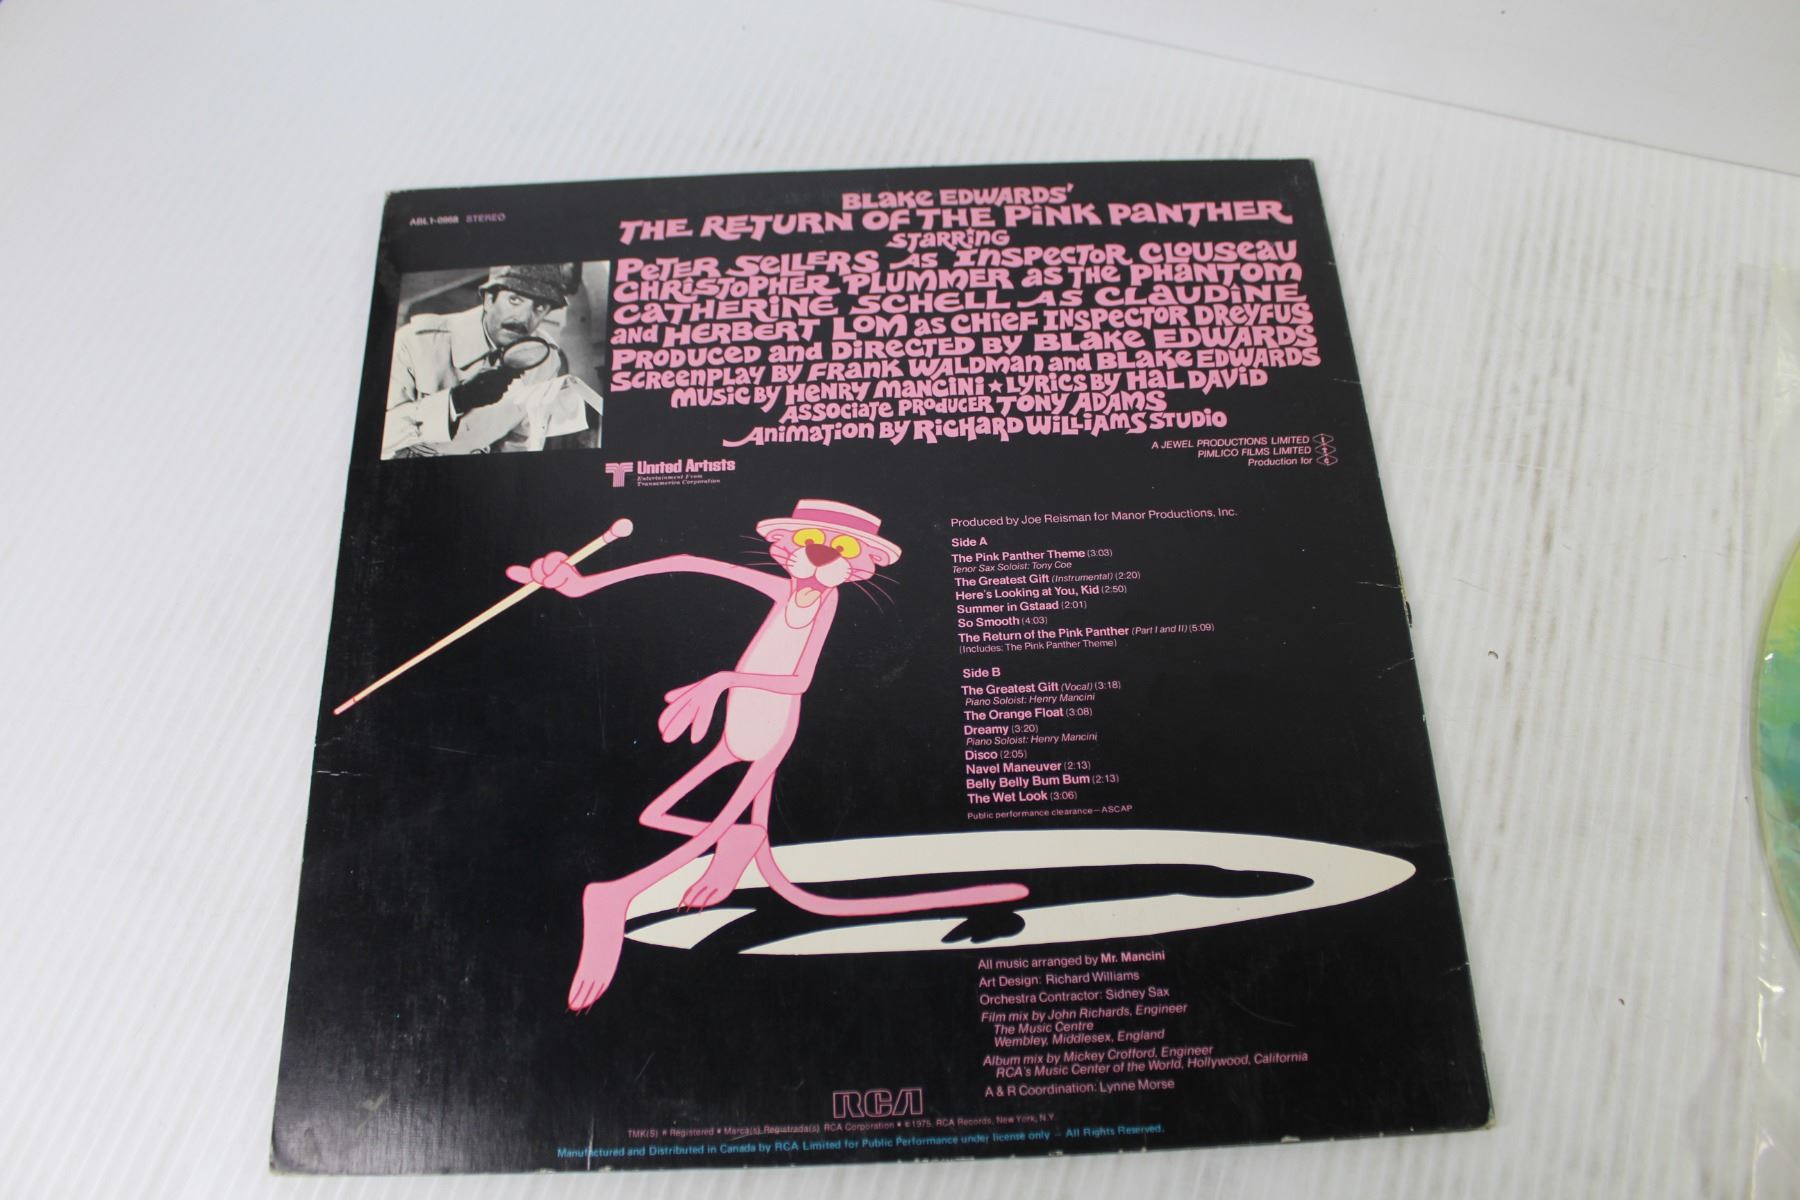 ABL1-0968 STEREO
BLAKE EDWARDS'
THE RETURN OF THE PINK PANTHER
STARRING
PETER SELLERS AS INSPECTOR CLOUSEAU
CHRISTOPHER PLUMMER AS THE PHANTOM
CATHERINE SCHELL AS CLAUDINE
and HERBERT LOM as CHIEF INSPECTOR DREYFUS
PRODUCED and DIRECTED BY BLAKE EDWARDS
SCREENPLAY BY FRANK WALDMAN and BLAKE EDWARDS
MUSIC BY HENRY MANCINI ★ LYRICS BY HAL DAVID
ASSOCIATE PRODUCER TONY ADAMS
ANIMATION BY RICHARD WILLIAMS STUDIO
A JEWEL PRODUCTIONS LIMITED
PIMLICO FILMS LIMITED
Production for itc
United Artists
Entertainment From
Transamerica Corporation
Produced by Joe Reisman for Manor Productions, Inc.
Side A
The Pink Panther Theme (3:03)
Tenor Sax Soloist: Tony Coe
The Greatest Gift (Instrumental) (2:20)
Here's Looking at You, Kid (2:50)
Summer in Gstaad (2:01)
So Smooth (4:03)
The Return of the Pink Panther (Part I and II) (5:09)
(Includes: The Pink Panther Theme)
Side B
The Greatest Gift (Vocal) (3:18)
Piano Soloist: Henry Mancini
The Orange Float (3:08)
Dreamy (3:20)
Piano Soloist: Henry Mancini
Disco (2:05)
Navel Maneuver (2:13)
Belly Belly Bum Bum (2:13)
The Wet Look (3:06)
Public performance clearance—ASCAP
All music arranged by Mr. Mancini
Art Design: Richard Williams
Orchestra Contractor: Sidney Sax
Film mix by John Richards, Engineer
The Music Centre
Wembley, Middlesex, England
Album mix by Mickey Crofford, Engineer
RCA's Music Center of the World, Hollywood, California
A & R Coordination: Lynne Morse
RCA
TMK(S) ® Registered • Marca(s) Registrada(s) RCA Corporation • ©1975, RCA Records, New York, N.Y.
Manufactured and Distributed in Canada by RCA Limited for Public Performance under license only — All Rights Reserved.